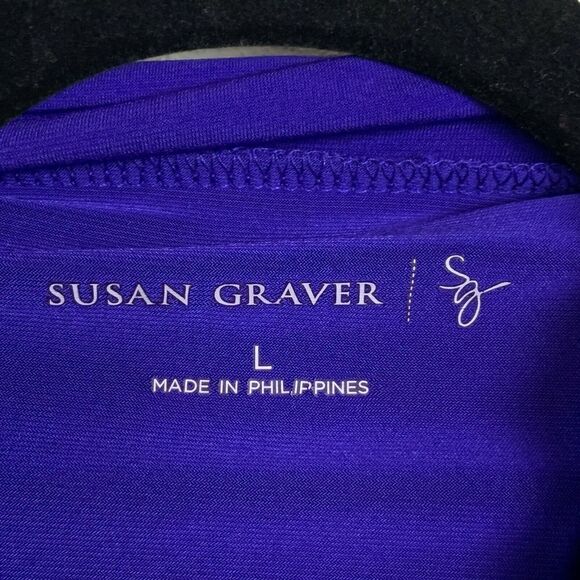 SUSAN GRAVER | Sg
L
MADE IN PHILIPPINES